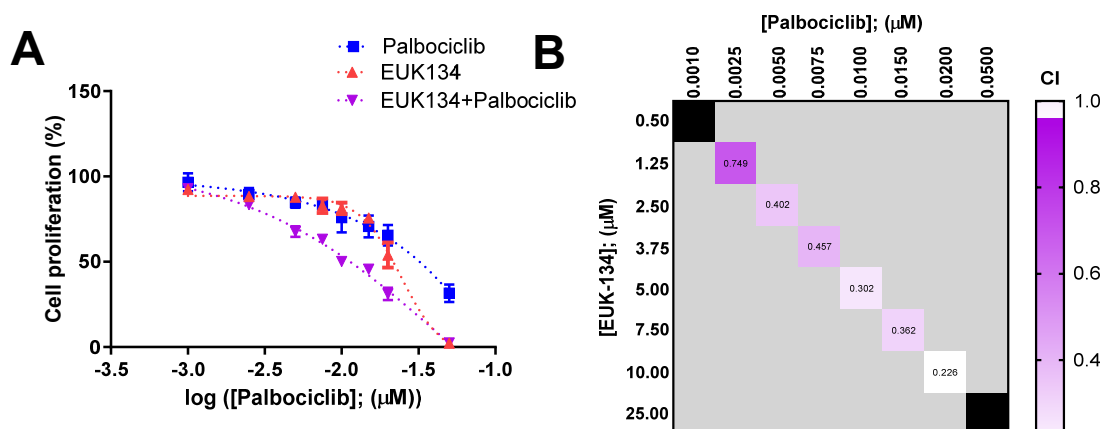 A
Palbociclib
EUK134
EUK134+Palbociclib
Cell proliferation (%)
150
100
50
0
-3.5 -3.0 -2.5 -2.0 -1.5 -1.0
log ([Palbociclib]; (μM))
B
[Palbociclib]; (μM)
0.0010 0.0025 0.0050 0.0075 0.0100 0.0150 0.0200 0.0500
[EUK-134]; (μM)
0.50
1.25 0.749
2.50 0.402
3.75 0.457
5.00 0.302
7.50 0.362
10.00 0.226
25.00
CI
1.0
0.8
0.6
0.4